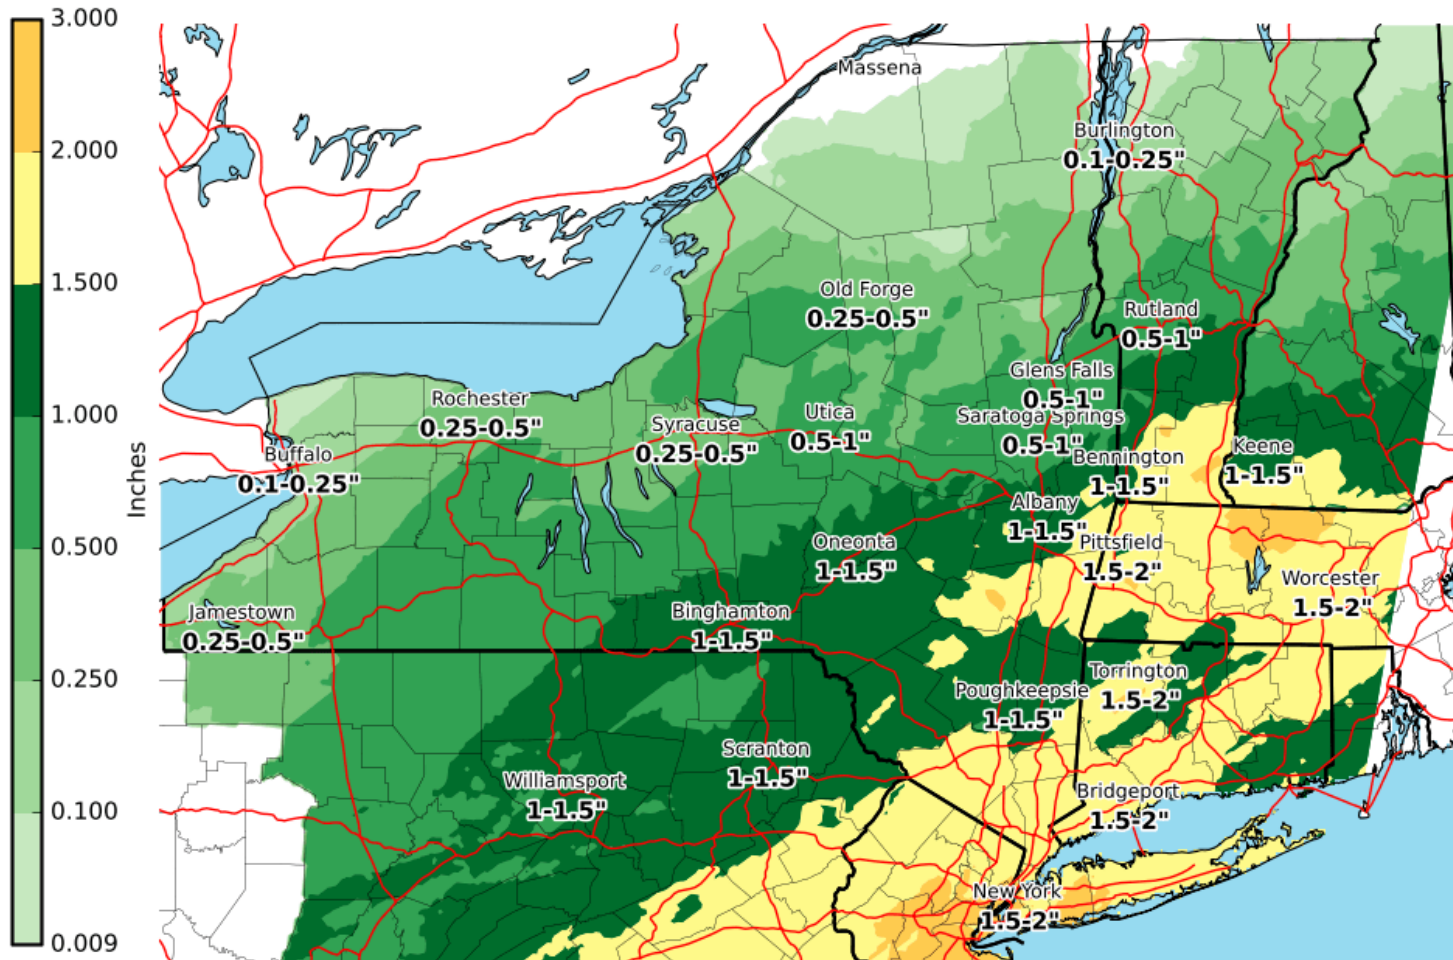 3.000
Massena
Burlington
0.1-0.25"
2.000
1.500
Old Forge
0.25-0.5"
Rutland
0.5-1"
Glens Falls
0.5-1"
1.000
Rochester
0.25-0.5"
Syracuse
0.25-0.5"
Utica
0.5-1"
Saratoga Springs
0.5-1"
Buffalo
0.1-0.25"
Bennington
1-1.5"
Keene
1-1.5"
Inches
Albany
1-1.5"
0.500
Oneonta
1-1.5"
Pittsfield
1.5-2"
Worcester
1.5-2"
Jamestown
0.25-0.5"
Binghamton
1-1.5"
0.250
Poughkeepsie
1-1.5"
Torrington
1.5-2"
Scranton
1-1.5"
Williamsport
1-1.5"
Bridgeport
1.5-2"
0.100
New York
1.5-2"
0.009